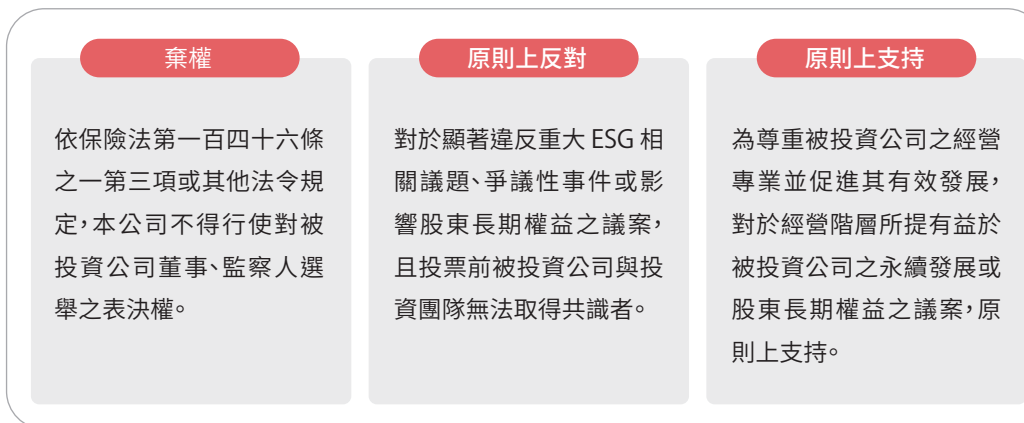 棄權
依保險法第一百四十六條
之一第三項或其他法令規
定，本公司不得行使對被
投資公司董事、監察人選
舉之表決權。
原則上反對
對於顯著違反重大 ESG 相
關議題、爭議性事件或影
響股東長期權益之議案，
且投票前被投資公司與投
資團隊無法取得共識者。
原則上支持
為尊重被投資公司之經營
專業並促進其有效發展，
對於經營階層所提有益於
被投資公司之永續發展或
股東長期權益之議案，原
則上支持。